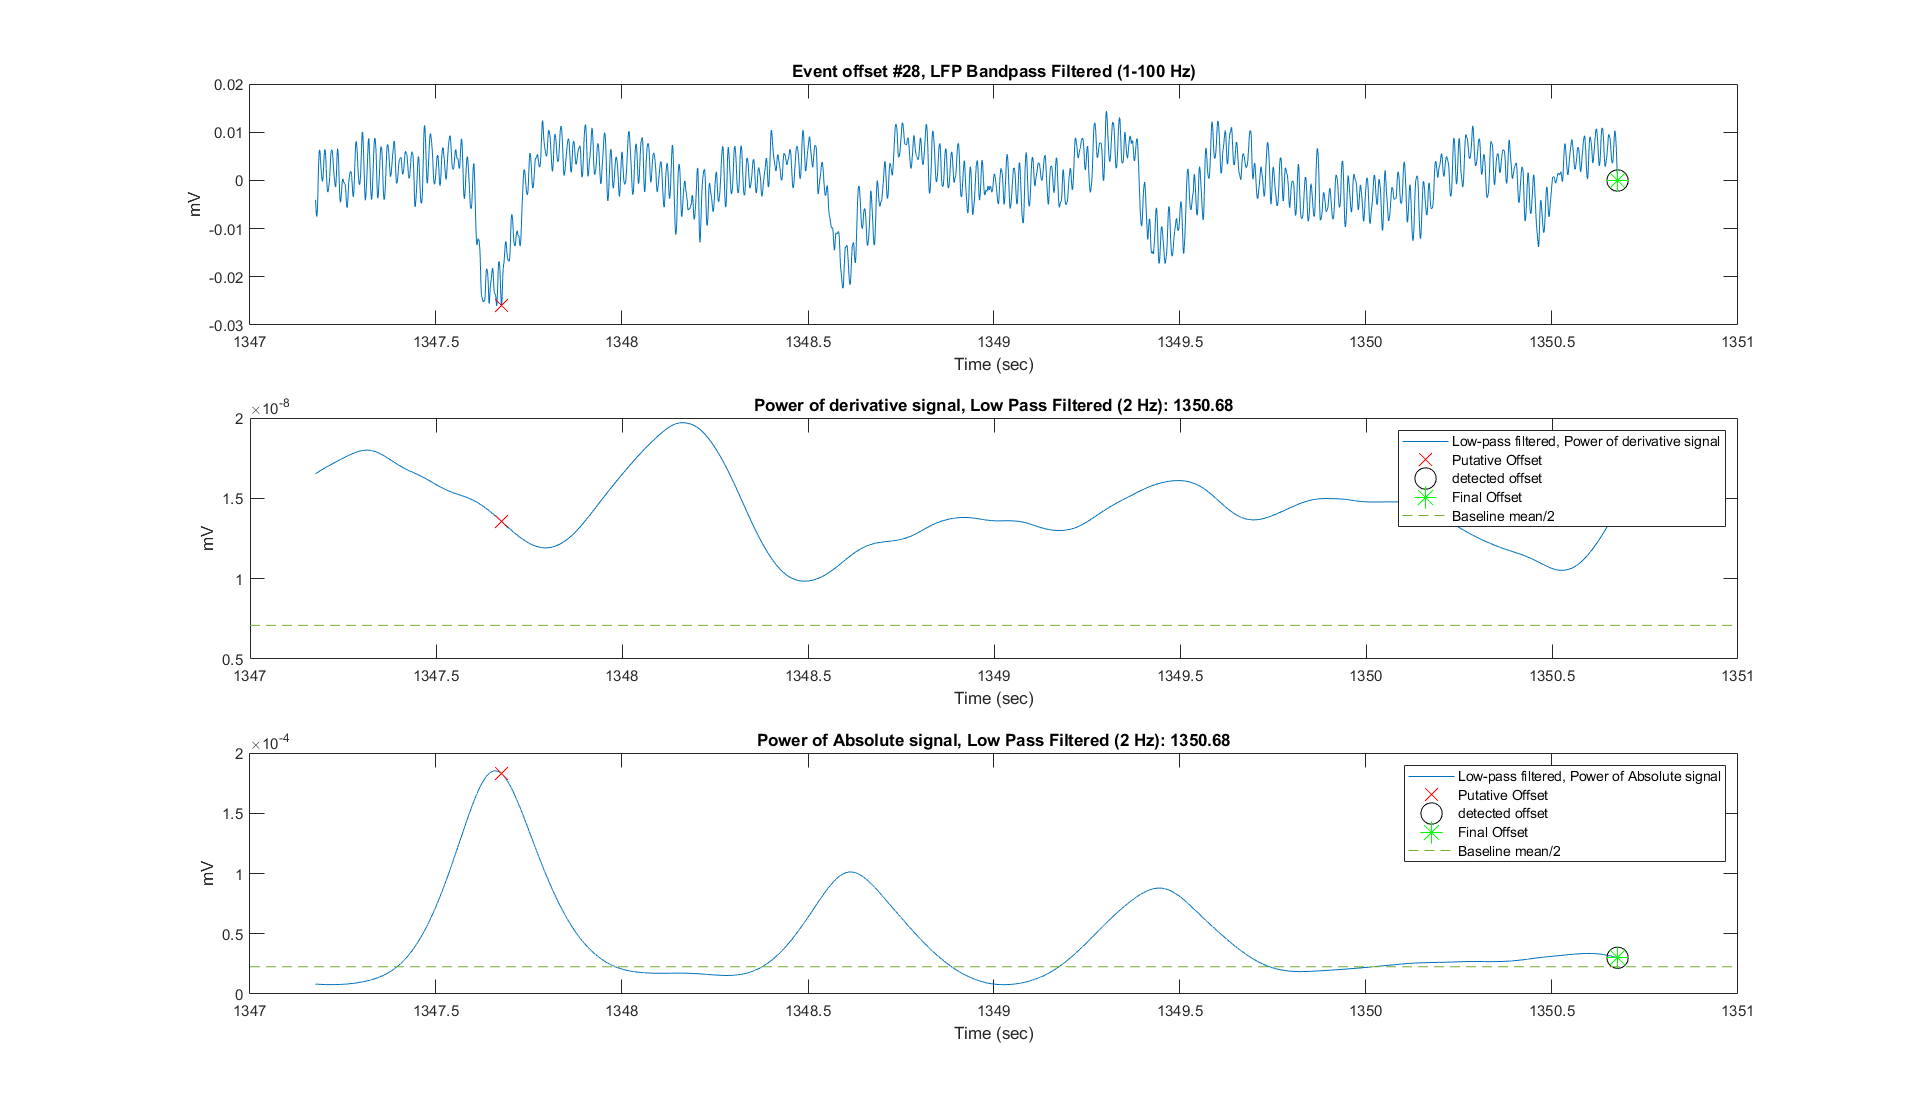 Event offset #28, LFP Bandpass Filtered (1-100 Hz)
0.02
0.01
0
-0.01
-0.02
-0.03
mV
1347 1347.5 1348 1348.5 1349 1349.5 1350 1350.5 1351
Time (sec)
×10^-8
Power of derivative signal, Low Pass Filtered (2 Hz): 1350.68
2
1.5
1
0.5
mV
Low-pass filtered, Power of derivative signal
Putative Offset
detected offset
Final Offset
Baseline mean/2
1347 1347.5 1348 1348.5 1349 1349.5 1350 1350.5 1351
Time (sec)
×10^-4
Power of Absolute signal, Low Pass Filtered (2 Hz): 1350.68
2
1.5
1
0.5
0
mV
Low-pass filtered, Power of Absolute signal
Putative Offset
detected offset
Final Offset
Baseline mean/2
1347 1347.5 1348 1348.5 1349 1349.5 1350 1350.5 1351
Time (sec)